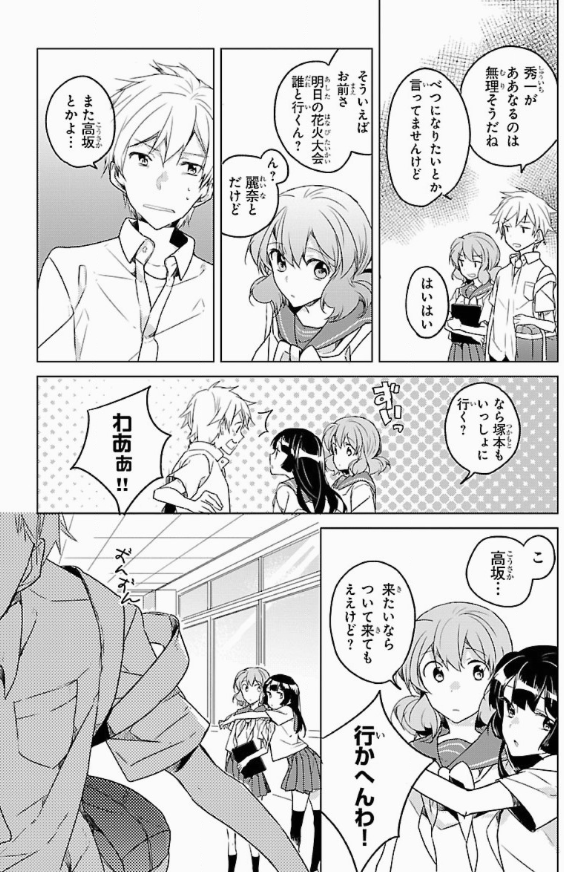 秀一が
ああなるのは
無理そうだね
べつになりたいとか
言ってませんけど
はいはい
そういえば
お前さ
明日の花火大会
誰と行くん？
ん？
麗奈と
だけど
また高坂
とかよ…
なら塚本も
いっしょに
行く？
ずいっ
わあぁ!!
こ
高坂…
来たいなら
ついて来ても
ええけど？
行かへんわ！
ずんずん